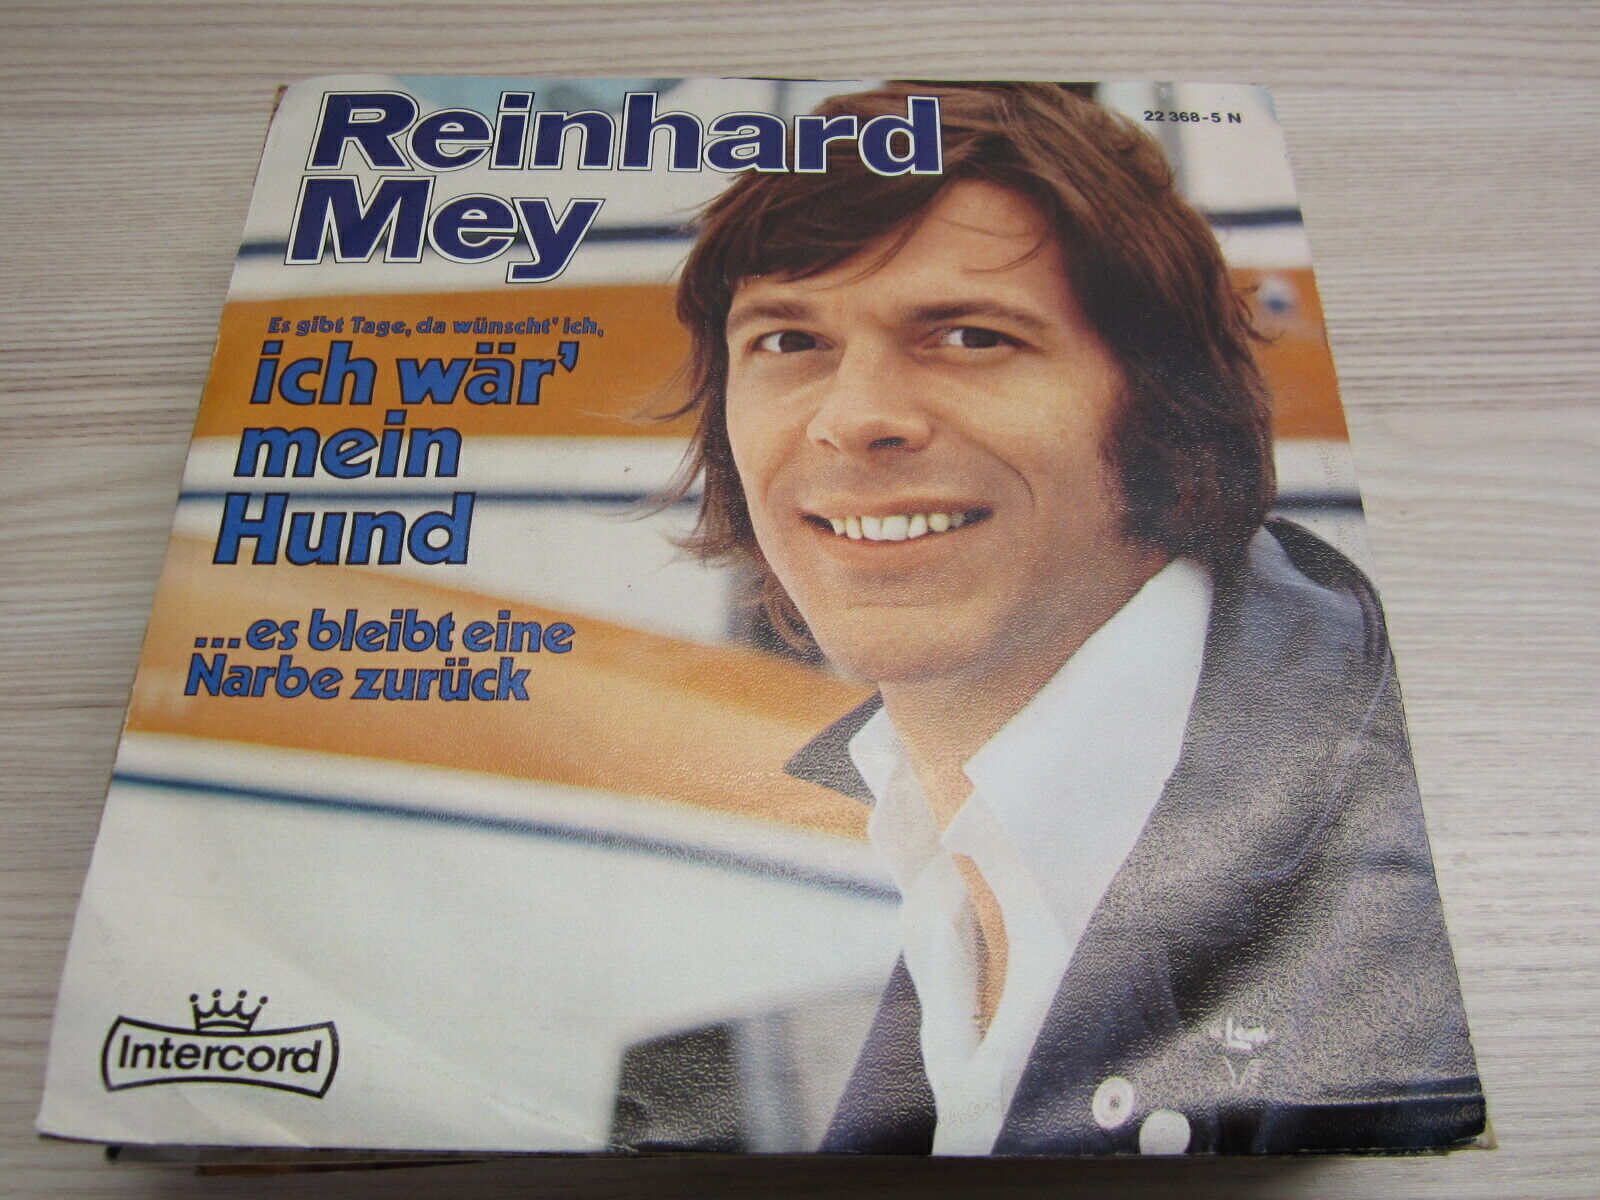 Reinhard
Mey
22 368-5 N
Es gibt Tage, da wünscht' ich,
ich wär'
mein
Hund
...es bleibt eine
Narbe zurück
Intercord